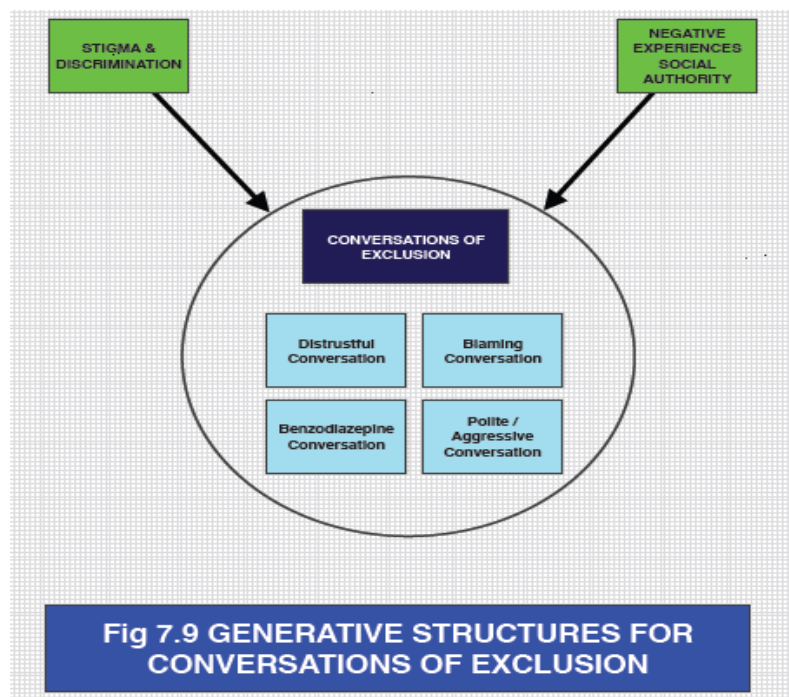 STIGMA &
DISCRIMINATION
NEGATIVE
EXPERIENCES
SOCIAL
AUTHORITY
CONVERSATIONS OF
EXCLUSION
Distrustful
Conversation
Blaming
Conversation
Benzodiazepine
Conversation
Polite /
Aggressive
Conversation
Fig 7.9 GENERATIVE STRUCTURES FOR
CONVERSATIONS OF EXCLUSION